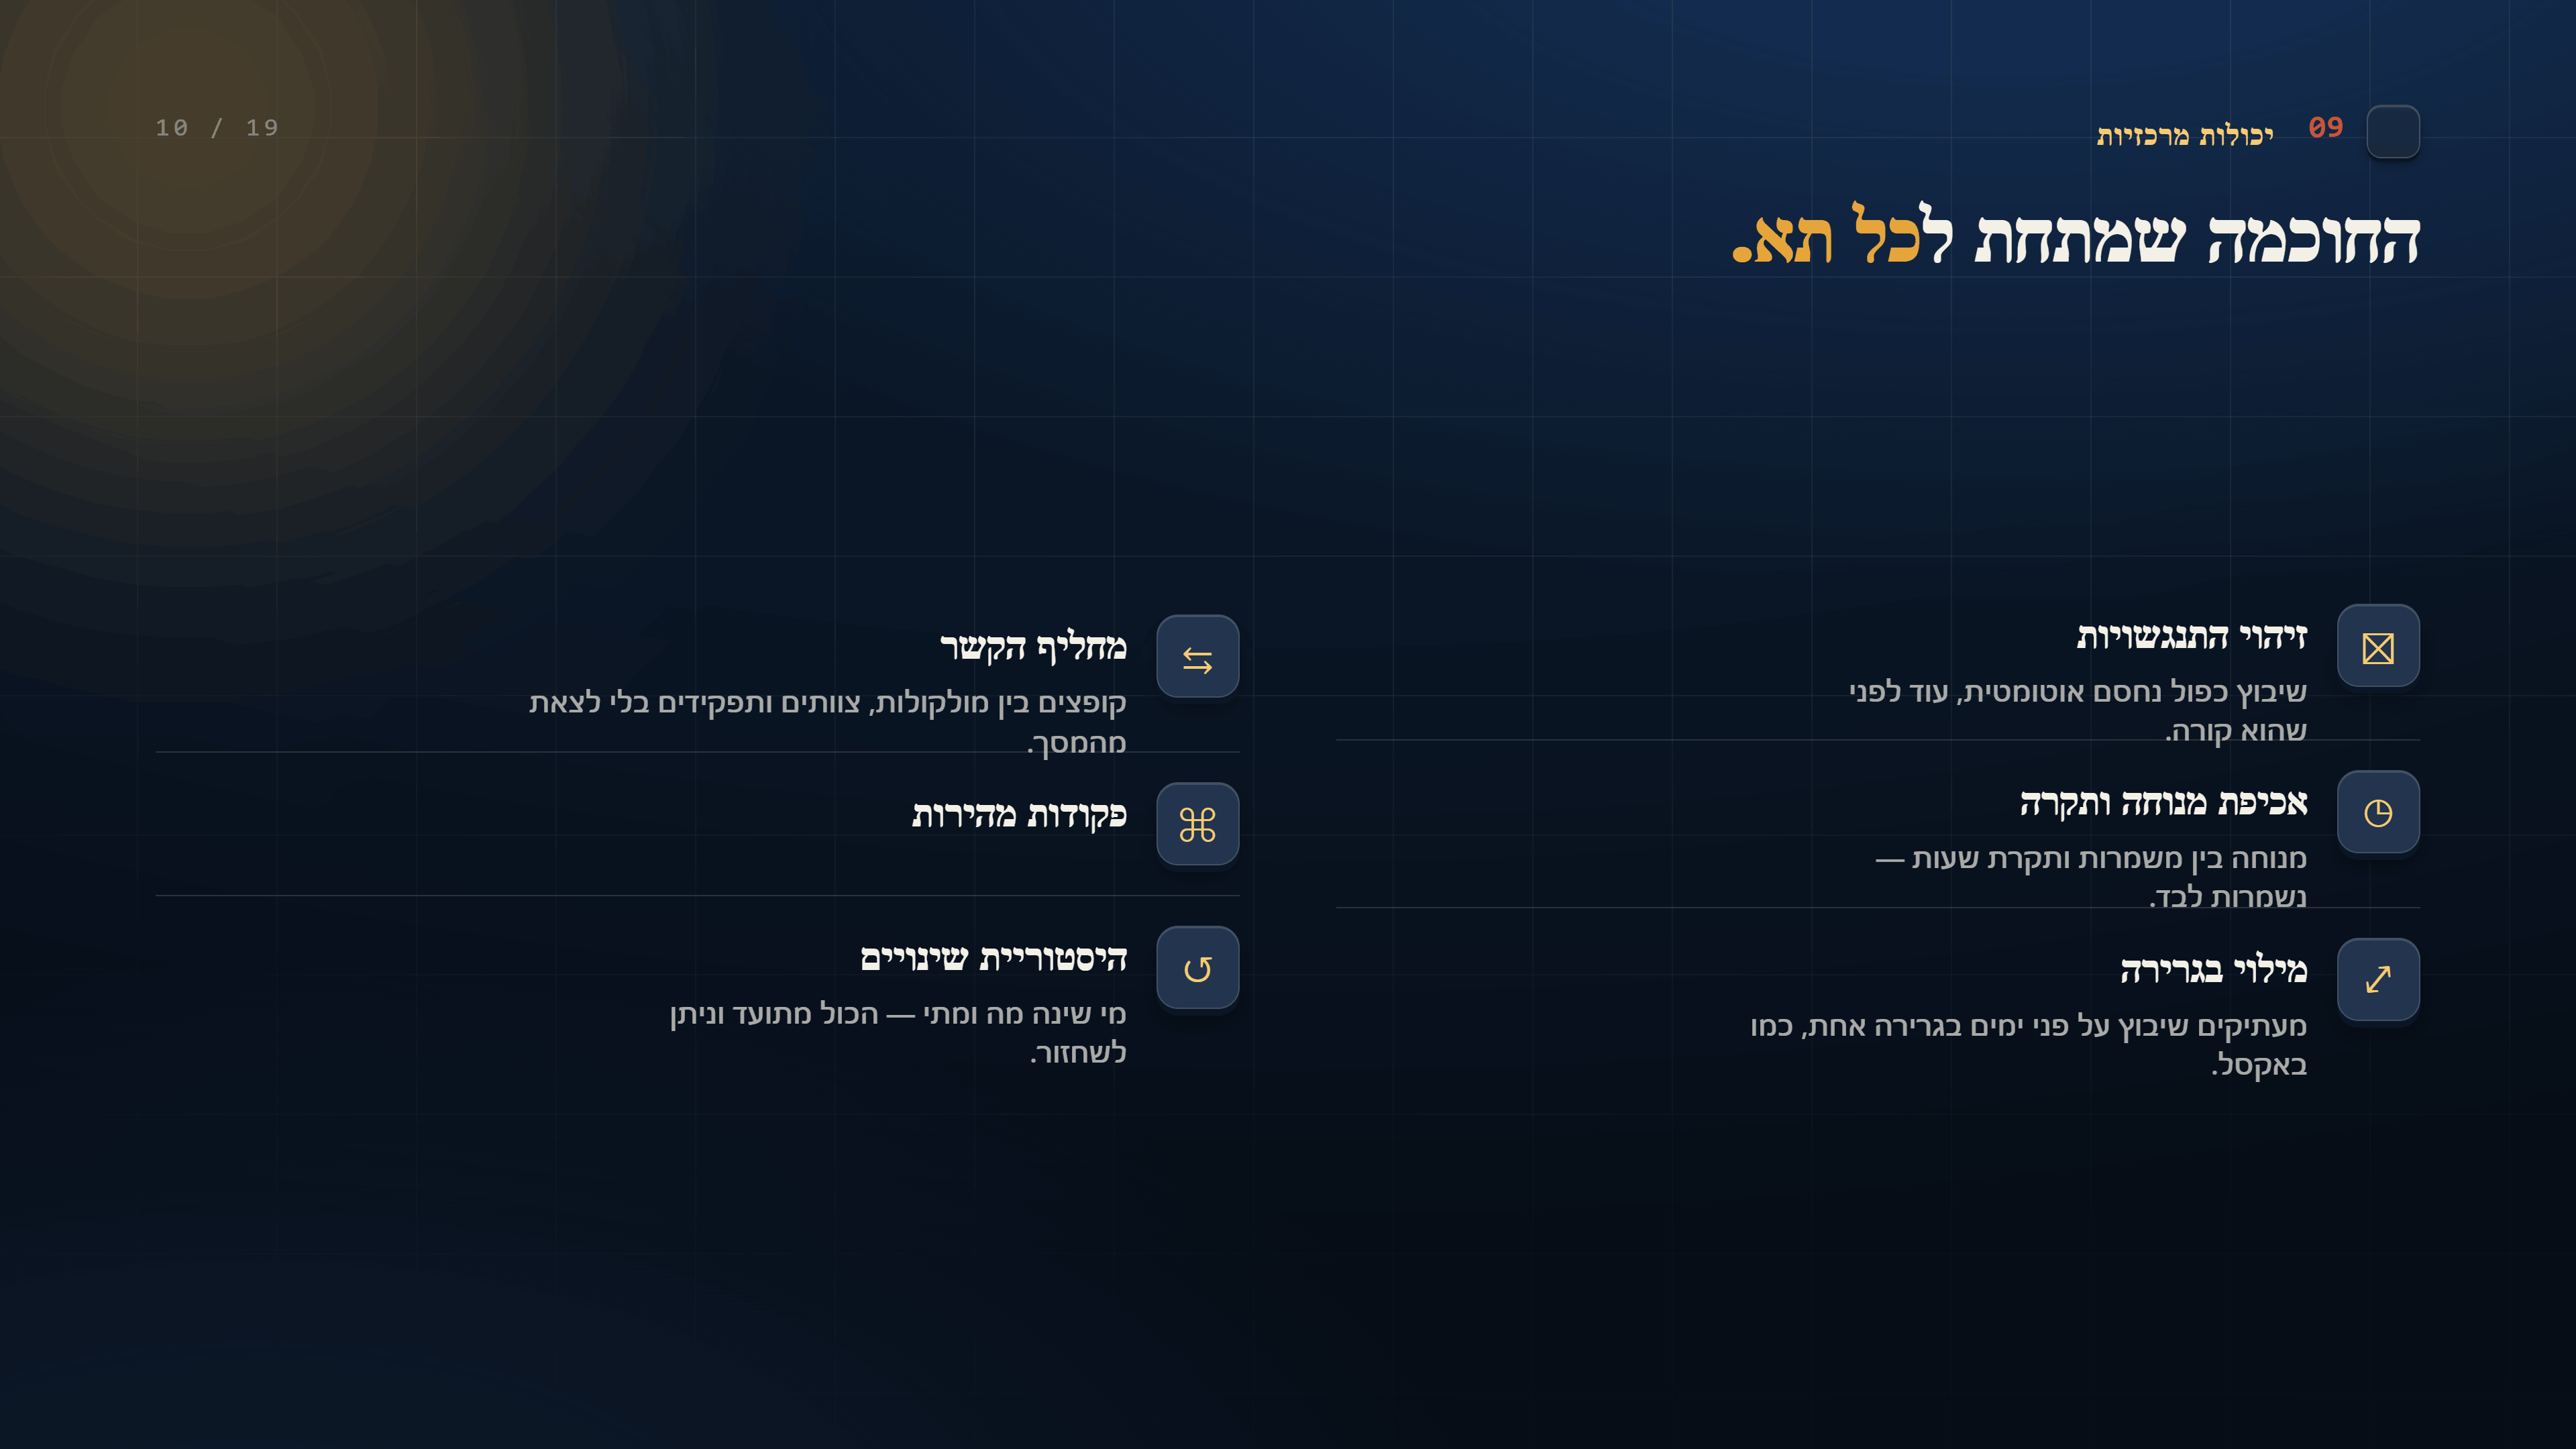 09 יכולות מרכזיות
10 / 19
החוכמה שמתחת לכל תא.
זיהוי התנגשויות
שיבוץ כפול נחסם אוטומטית, עוד לפני
שהוא קורה.
אכיפת מנוחה ותקרה
מנוחה בין משמרות ותקרת שעות —
נשמרות לבד.
מילוי בגרירה
מעתיקים שיבוץ על פני ימים בגרירה אחת, כמו
באקסל.
מחליף הקשר
קופצים בין מולקולות, צוותים ותפקידים בלי לצאת
מהמסך.
פקודות מהירות
היסטוריית שינויים
מי שינה מה ומתי — הכול מתועד וניתן
לשחזור.